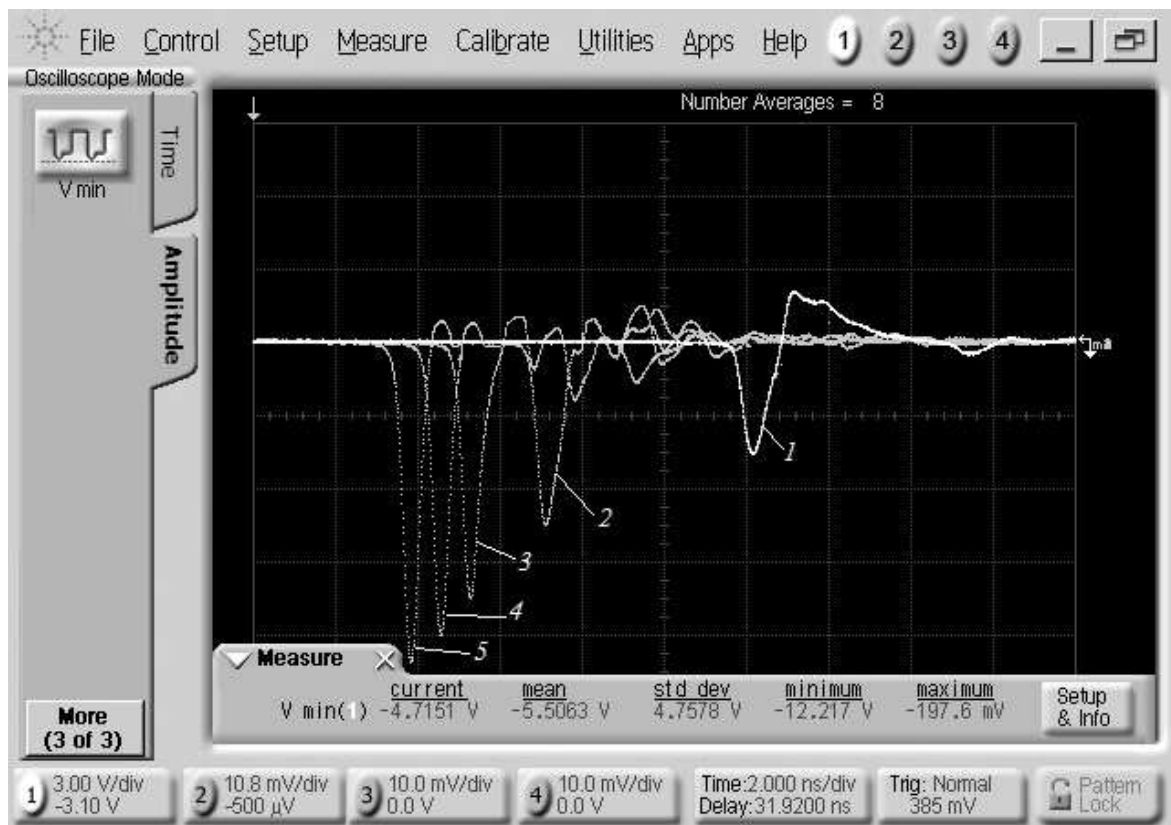 File Control Setup Measure Calibrate Utilities Apps Help 1 2 3 4
Oscilloscope Mode
Time
V min
Amplitude
Number Averages = 8
1
2
3
4
5
More
(3 of 3)
Measure
current mean std dev minimum maximum
V min(1) -4.7151 V -5.5063 V 4.7578 V -12.217 V -197.6 mV
Setup
& Info
1 3.00 V/div
-3.10 V
2 10.8 mV/div
-500 µV
3 10.0 mV/div
0.0 V
4 10.0 mV/div
0.0 V
Time:2.000 ns/div
Delay:31.9200 ns
Trig: Normal
385 mV
Pattern
Lock